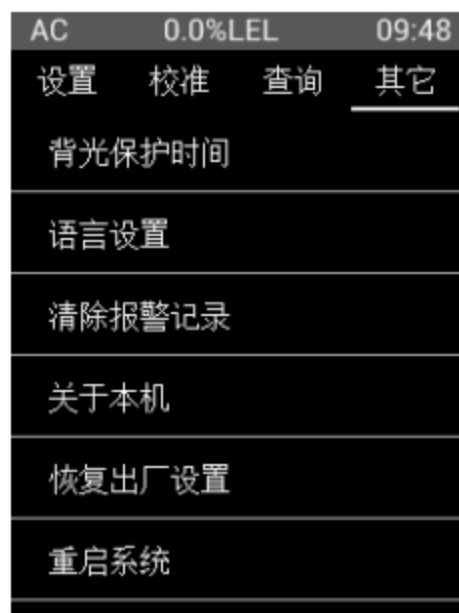 AC 0.0%LEL 09:48
设置 校准 查询 其它
背光保护时间
语言设置
清除报警记录
关于本机
恢复出厂设置
重启系统